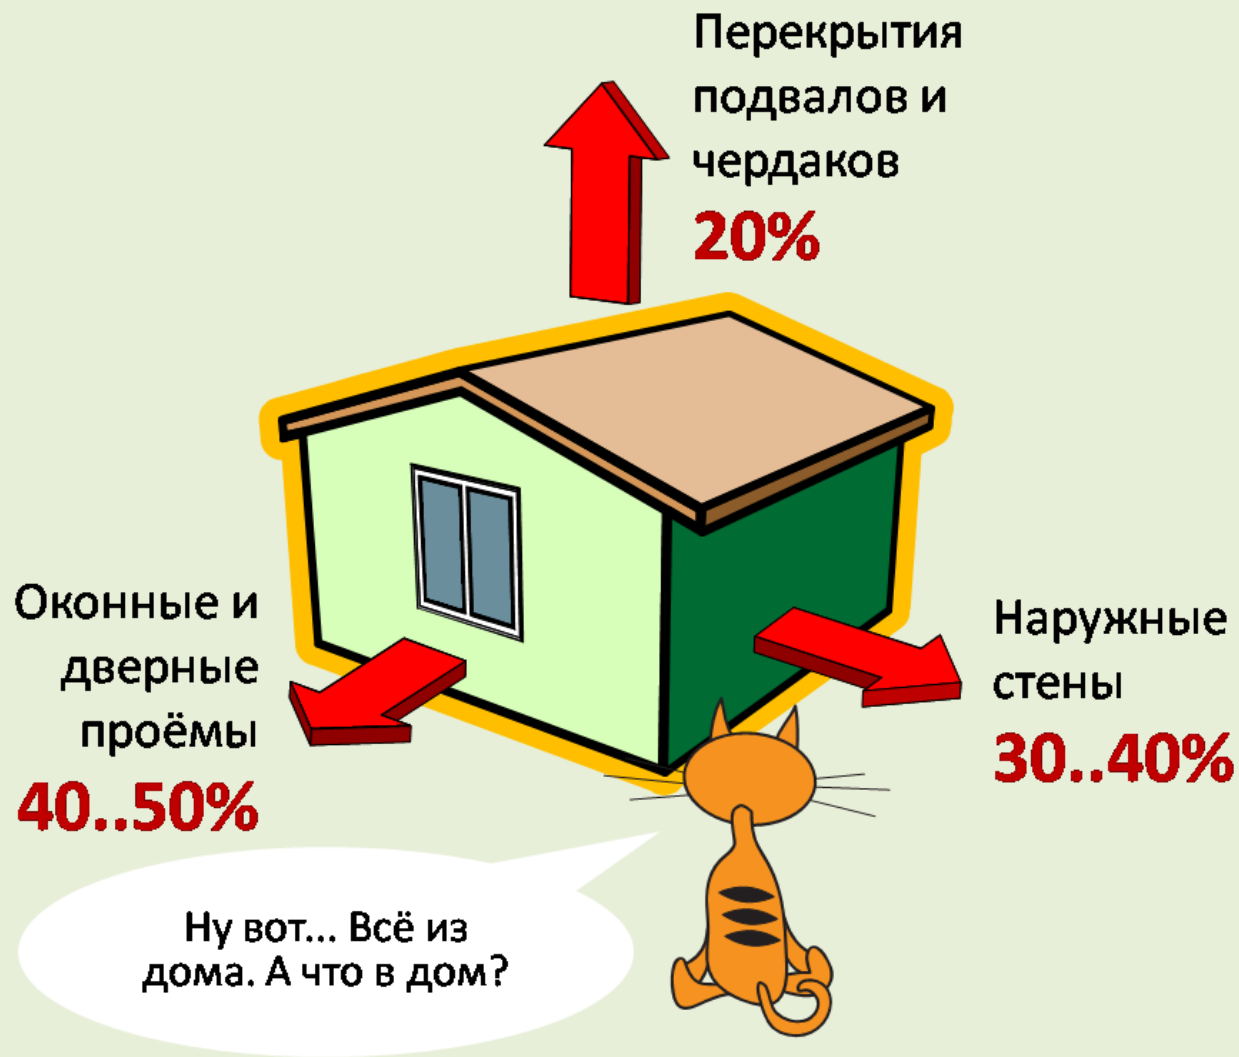 Перекрытия
подвалов и
чердаков
20%
Оконные и
дверные
проёмы
40..50%
Наружные
стены
30..40%
Ну вот... Всё из
дома. А что в дом?